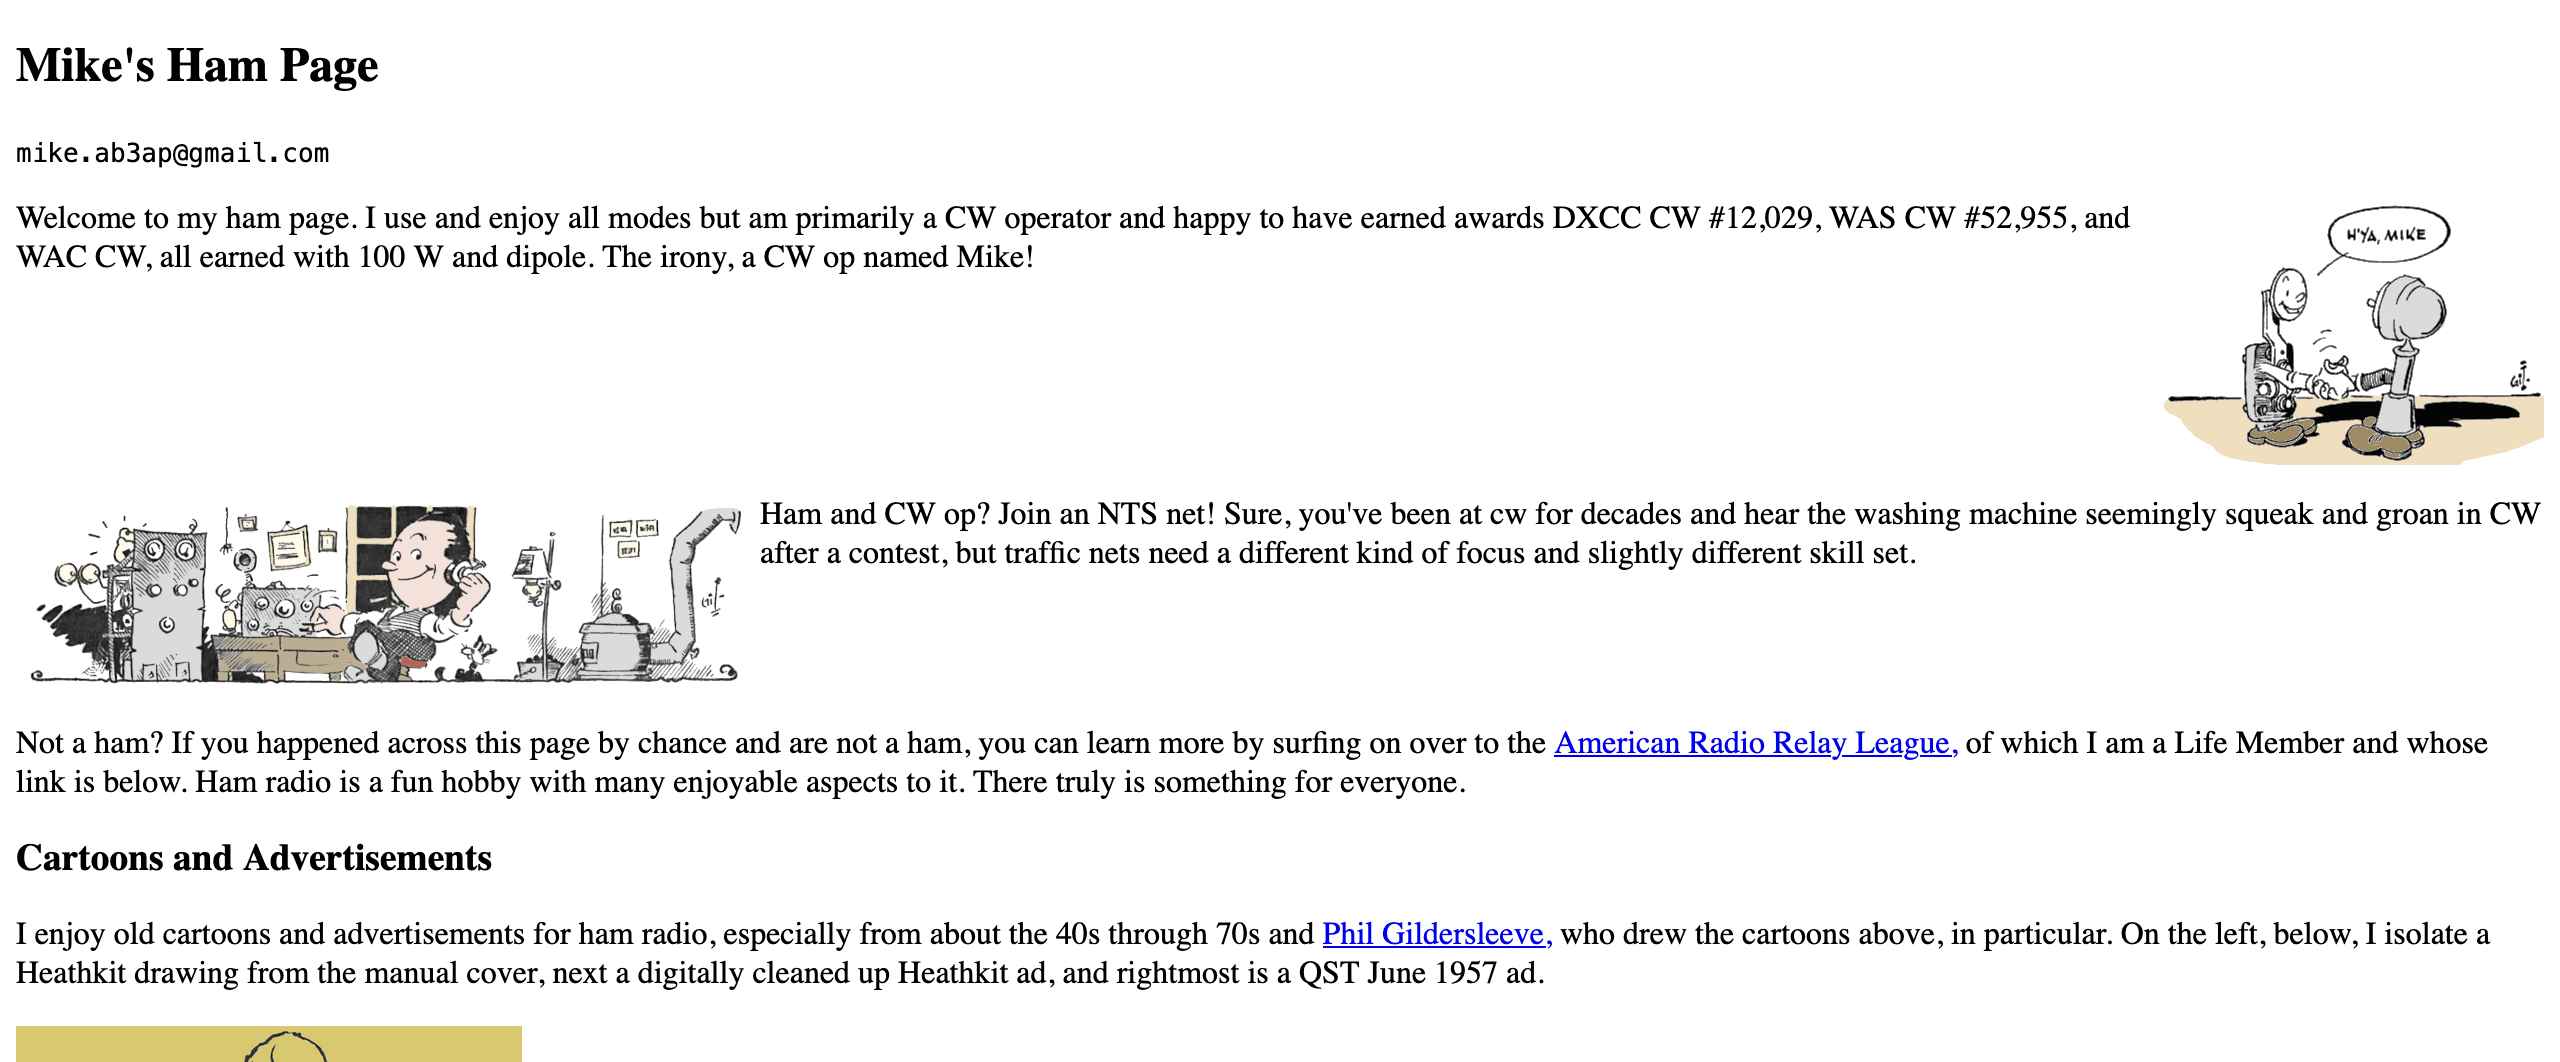 Mike's Ham Page
mike.ab3ap@gmail.com
Welcome to my ham page. I use and enjoy all modes but am primarily a CW operator and happy to have earned awards DXCC CW #12,029, WAS CW #52,955, and
WAC CW, all earned with 100 W and dipole. The irony, a CW op named Mike!
H'YA, MIKE
Gil-
Ham and CW op? Join an NTS net! Sure, you've been at cw for decades and hear the washing machine seemingly squeak and groan in CW
after a contest, but traffic nets need a different kind of focus and slightly different skill set.
Gil-
Not a ham? If you happened across this page by chance and are not a ham, you can learn more by surfing on over to the American Radio Relay League, of which I am a Life Member and whose
link is below. Ham radio is a fun hobby with many enjoyable aspects to it. There truly is something for everyone.
Cartoons and Advertisements
I enjoy old cartoons and advertisements for ham radio, especially from about the 40s through 70s and Phil Gildersleeve, who drew the cartoons above, in particular. On the left, below, I isolate a
Heathkit drawing from the manual cover, next a digitally cleaned up Heathkit ad, and rightmost is a QST June 1957 ad.